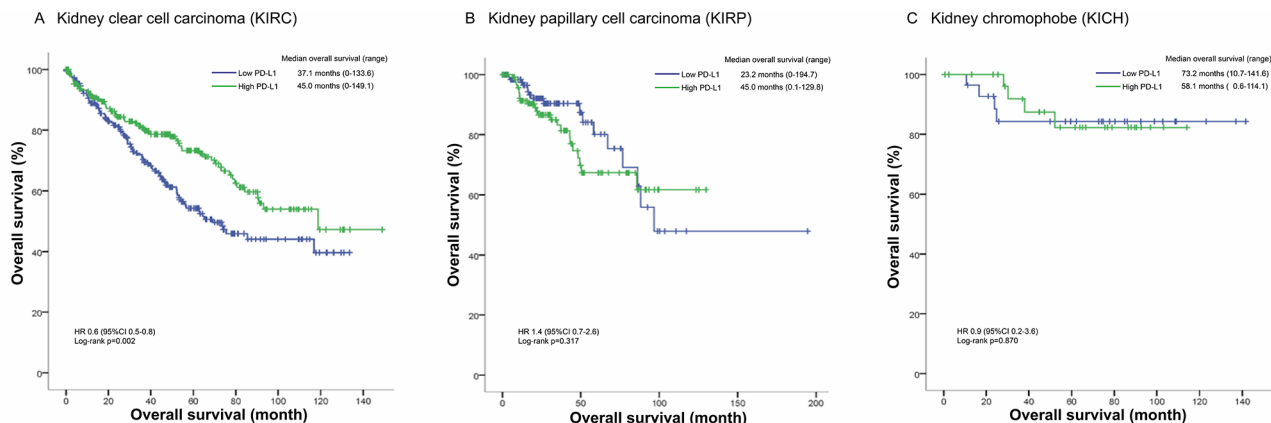 A Kidney clear cell carcinoma (KIRC)
Median overall survival (range)
Low PD-L1 37.1 months (0-133.6)
High PD-L1 45.0 months (0-149.1)
100
80
60
40
20
0
Overall survival (%)
HR 0.6 (95%CI 0.5-0.8)
Log-rank p=0.002
0 20 40 60 80 100 120 140
Overall survival (month)
B Kidney papillary cell carcinoma (KIRP)
Median overall survival (range)
Low PD-L1 23.2 months (0-194.7)
High PD-L1 45.0 months (0.1-129.8)
100
80
60
40
20
0
Overall survival (%)
HR 1.4 (95%CI 0.7-2.6)
Log-rank p=0.317
0 50 100 150 200
Overall survival (month)
C Kidney chromophobe (KICH)
Median overall survival (range)
Low PD-L1 73.2 months (10.7-141.6)
High PD-L1 58.1 months ( 0.6-114.1)
100
80
60
40
20
0
Overall survival (%)
HR 0.9 (95%CI 0.2-3.6)
Log-rank p=0.870
0 20 40 60 80 100 120 140
Overall survival (month)